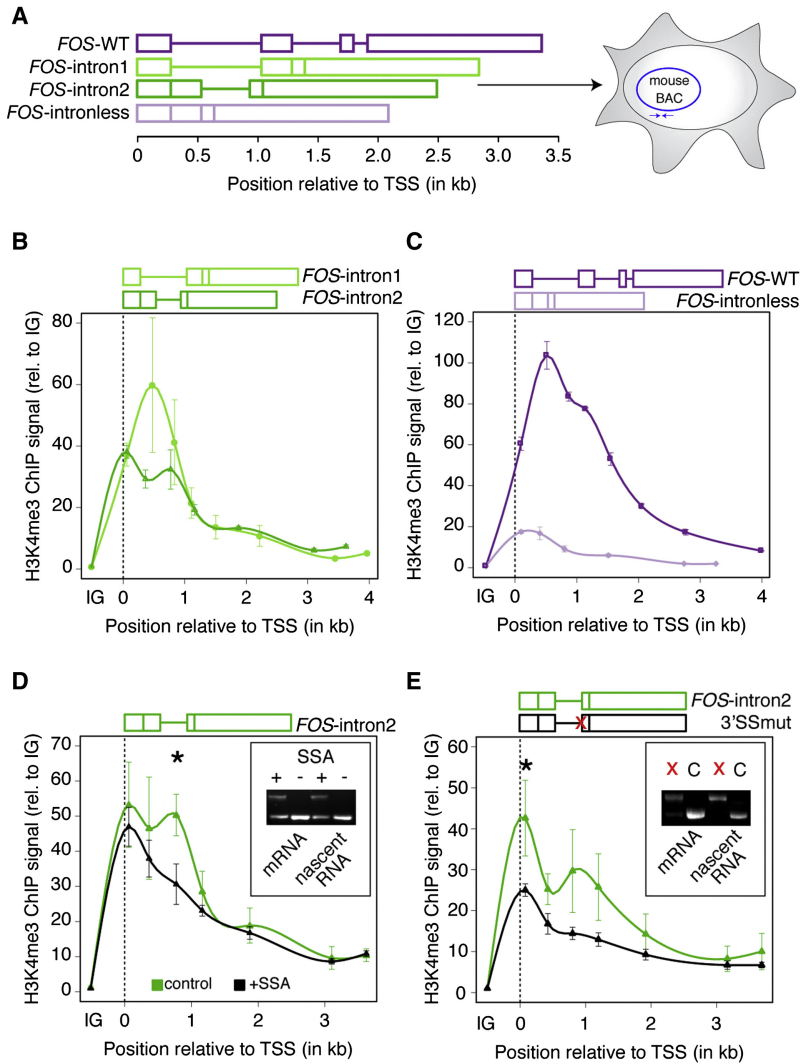 A
FOS-WT
FOS-intron1
FOS-intron2
FOS-intronless
mouse
BAC
0 0.5 1.0 1.5 2.0 2.5 3.0 3.5
Position relative to TSS (in kb)
B
FOS-intron1
FOS-intron2
H3K4me3 ChIP signal (rel. to IG)
80
60
40
20
0
IG 0 1 2 3 4
Position relative to TSS (in kb)
C
FOS-WT
FOS-intronless
H3K4me3 ChIP signal (rel. to IG)
120
100
80
60
40
20
0
IG 0 1 2 3 4
Position relative to TSS (in kb)
D
FOS-intron2
H3K4me3 ChIP signal (rel. to IG)
70
60
50
40
30
20
10
0
*
SSA
+ - + -
mRNA
nascent
RNA
control +SSA
IG 0 1 2 3
Position relative to TSS (in kb)
E
FOS-intron2
X 3'SSmut
H3K4me3 ChIP signal (rel. to IG)
60
50
40
30
20
10
0
*
X C X C
mRNA
nascent
RNA
IG 0 1 2 3
Position relative to TSS (in kb)